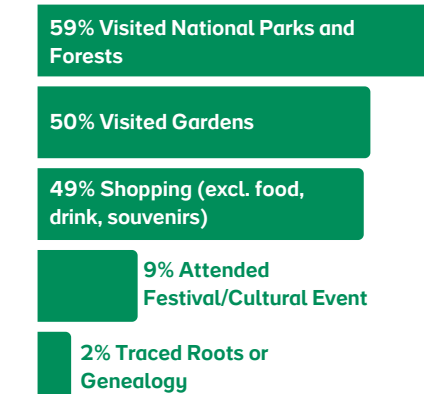 59% Visited National Parks and
Forests
50% Visited Gardens
49% Shopping (excl. food,
drink, souvenirs)
9% Attended
Festival/Cultural Event
2% Traced Roots or
Genealogy